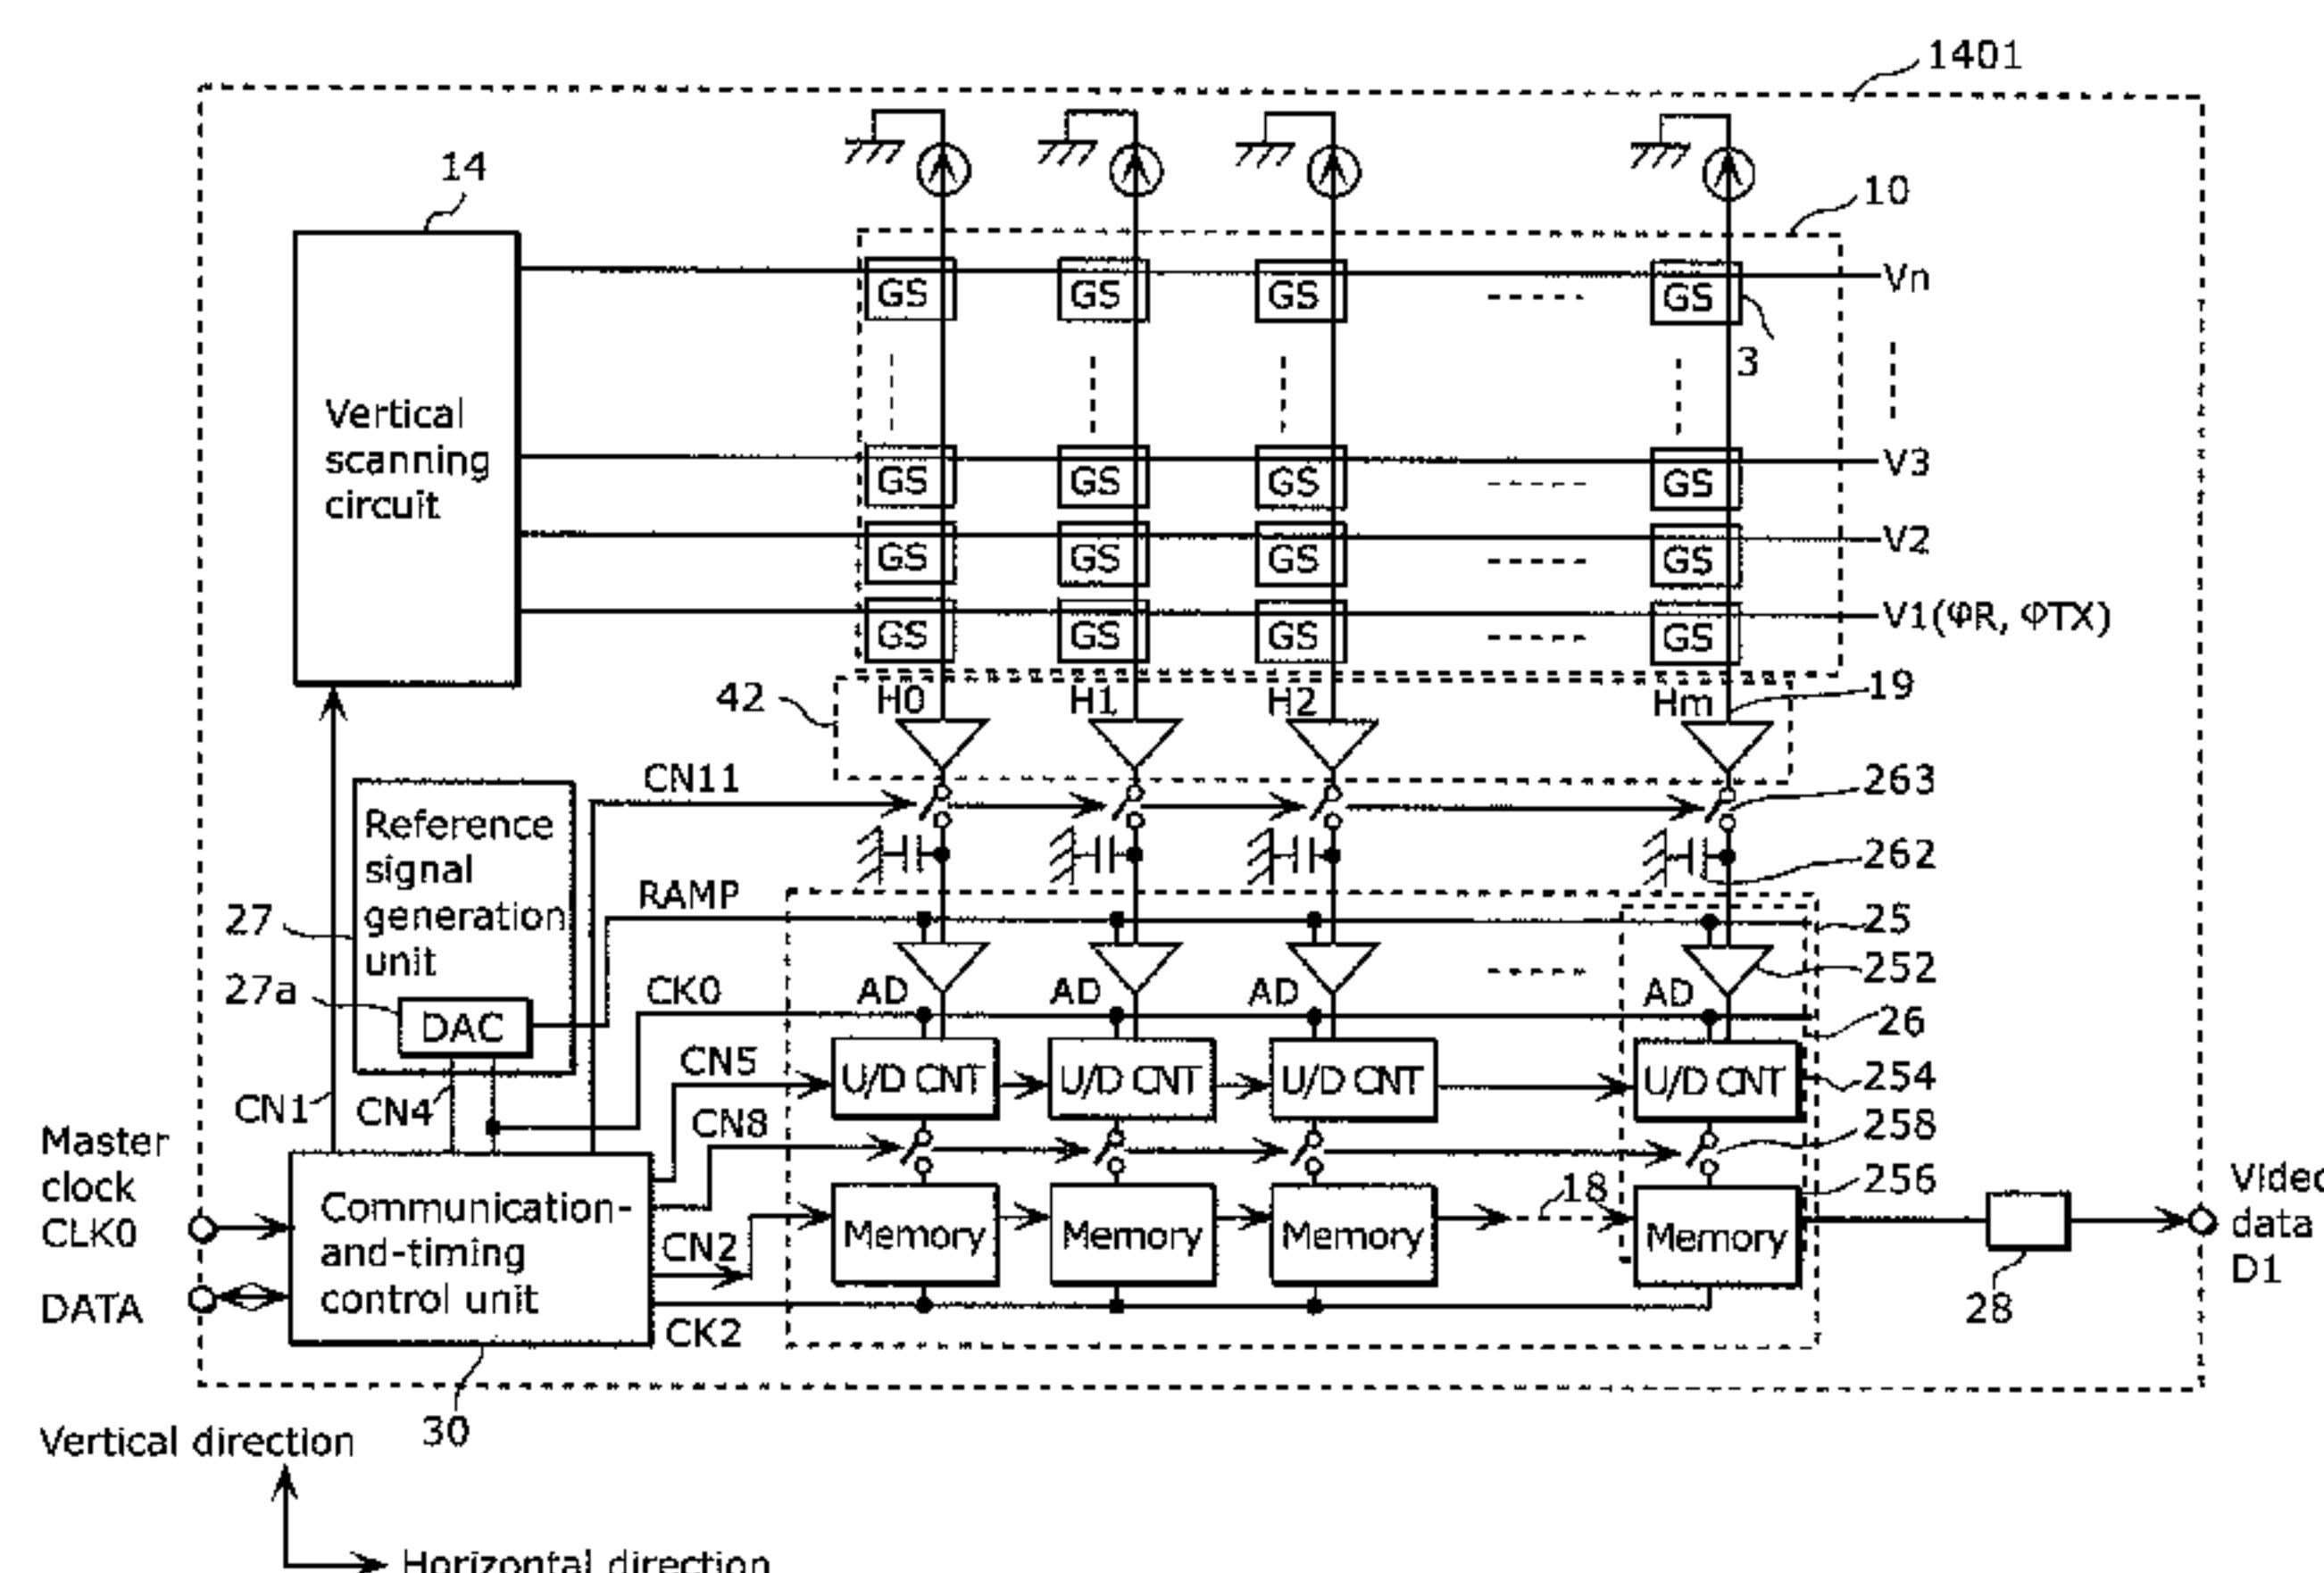 1401
14
10
GS GS GS GS Vn
3
Vertical
scanning
circuit
GS GS GS GS V3
GS GS GS GS V2
GS GS GS GS V1(φR, φTX)
42 H0 H1 H2 Hm 19
CN11 263
Reference
signal
generation
unit
262
RAMP
27 25
27a DAC CK0 AD AD AD AD 252
26
CN5 U/D CNT U/D CNT U/D CNT U/D CNT 254
CN1 CN4 CN8 258
Master
clock
CLK0
Communication-
and-timing
control unit
18 256
CN2 Memory Memory Memory Memory
Video
data
D1
DATA
CK2
28
30
Vertical direction
Horizontal direction